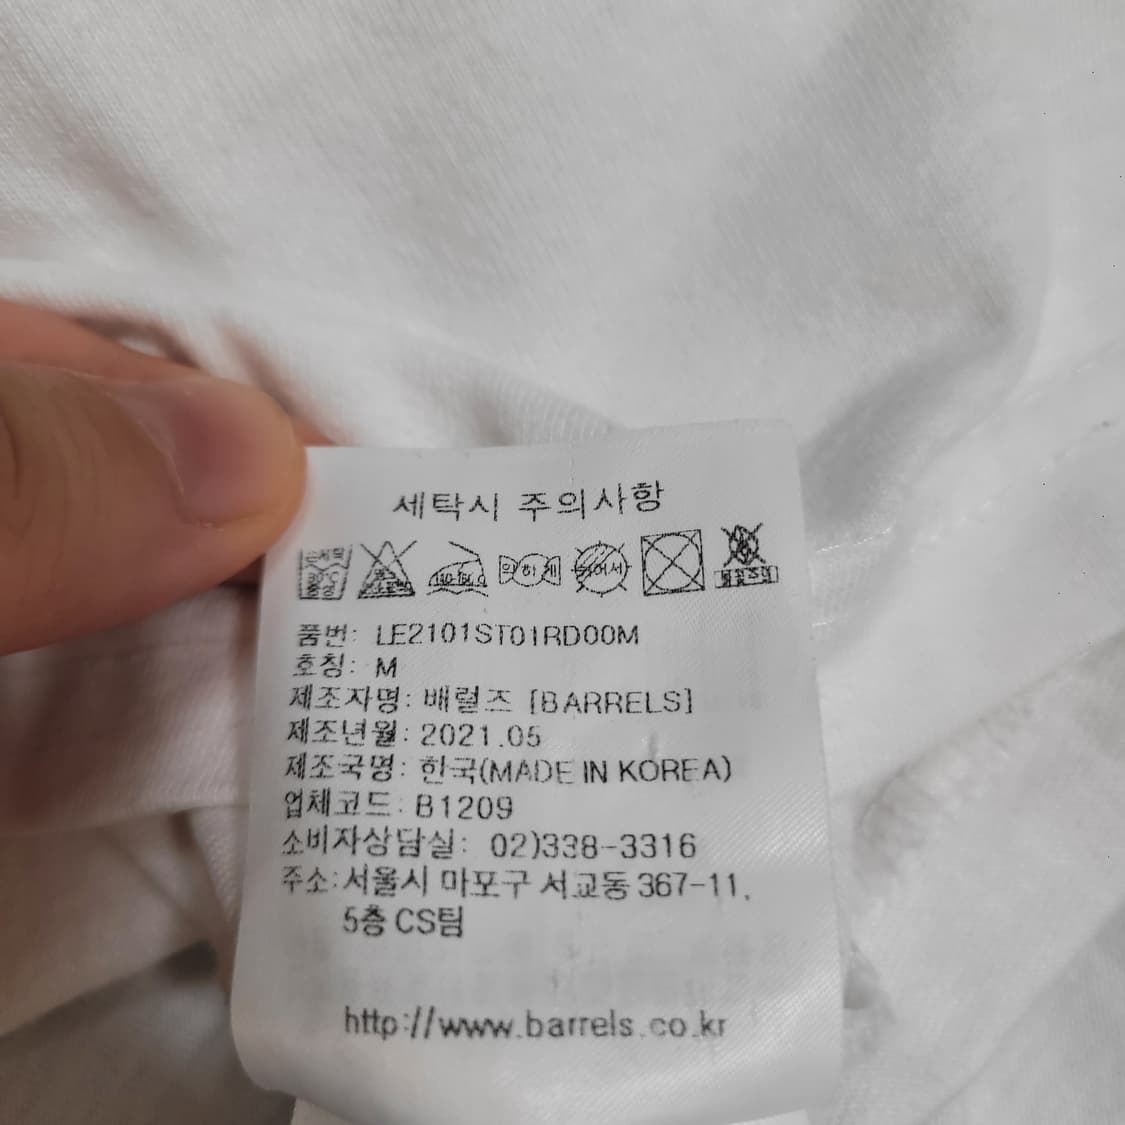 세탁시 주의사항
약하게
품번: LE2101ST01RD00M
호칭: M
제조자명: 배럴즈 [BARRELS]
제조년월: 2021.05
제조국명: 한국(MADE IN KOREA)
업체코드: B1209
소비자상담실: 02)338-3316
주소: 서울시 마포구 서교동 367-11,
5층 CS팀
http://www.barrels.co.kr